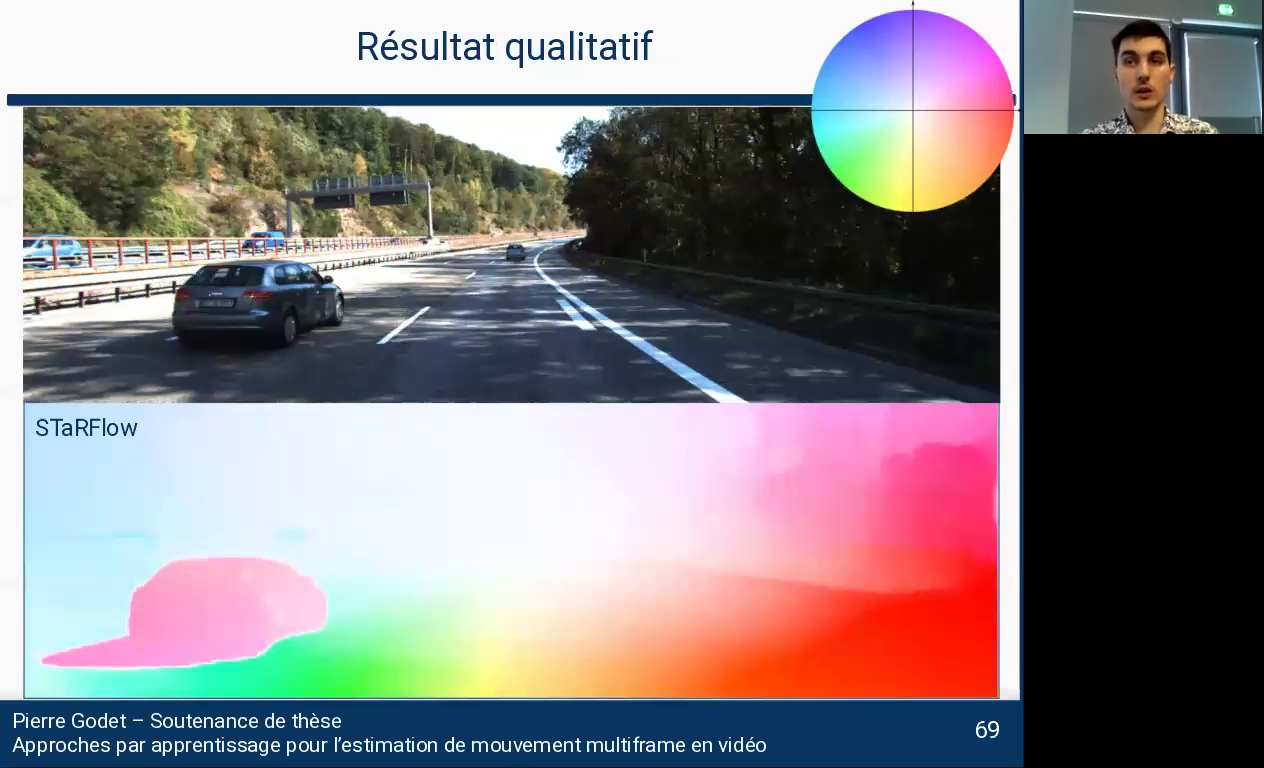 Résultat qualitatif
STaRFlow
Pierre Godet – Soutenance de thèse
Approches par apprentissage pour l'estimation de mouvement multiframe en vidéo
69